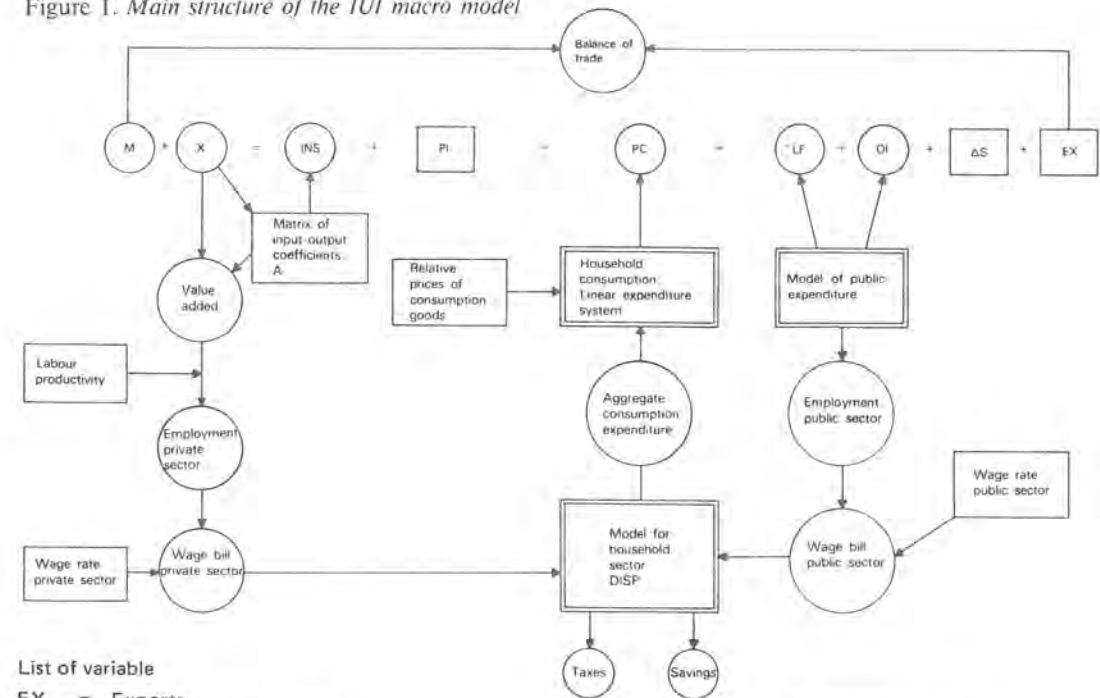 Figure 1. Main structure of the IUI macro model
Balance of
trade
M + X = INS + PI - PC - LF + OI + ΔS + EX
Matrix of
input-output
coefficients
A
Relative
prices of
consumption
goods
Household
consumption
Linear expenditure
system
Model of public
expenditure
Value
added
Labour
productivity
Aggregate
consumption
expenditure
Employment
public sector
Employment
private
sector
Wage rate
public sector
Wage rate
private sector
Wage bill
private sector
Model for
household
sector
DISP
Wage bill
public sector
Taxes
Savings
List of variable
EX = Exports